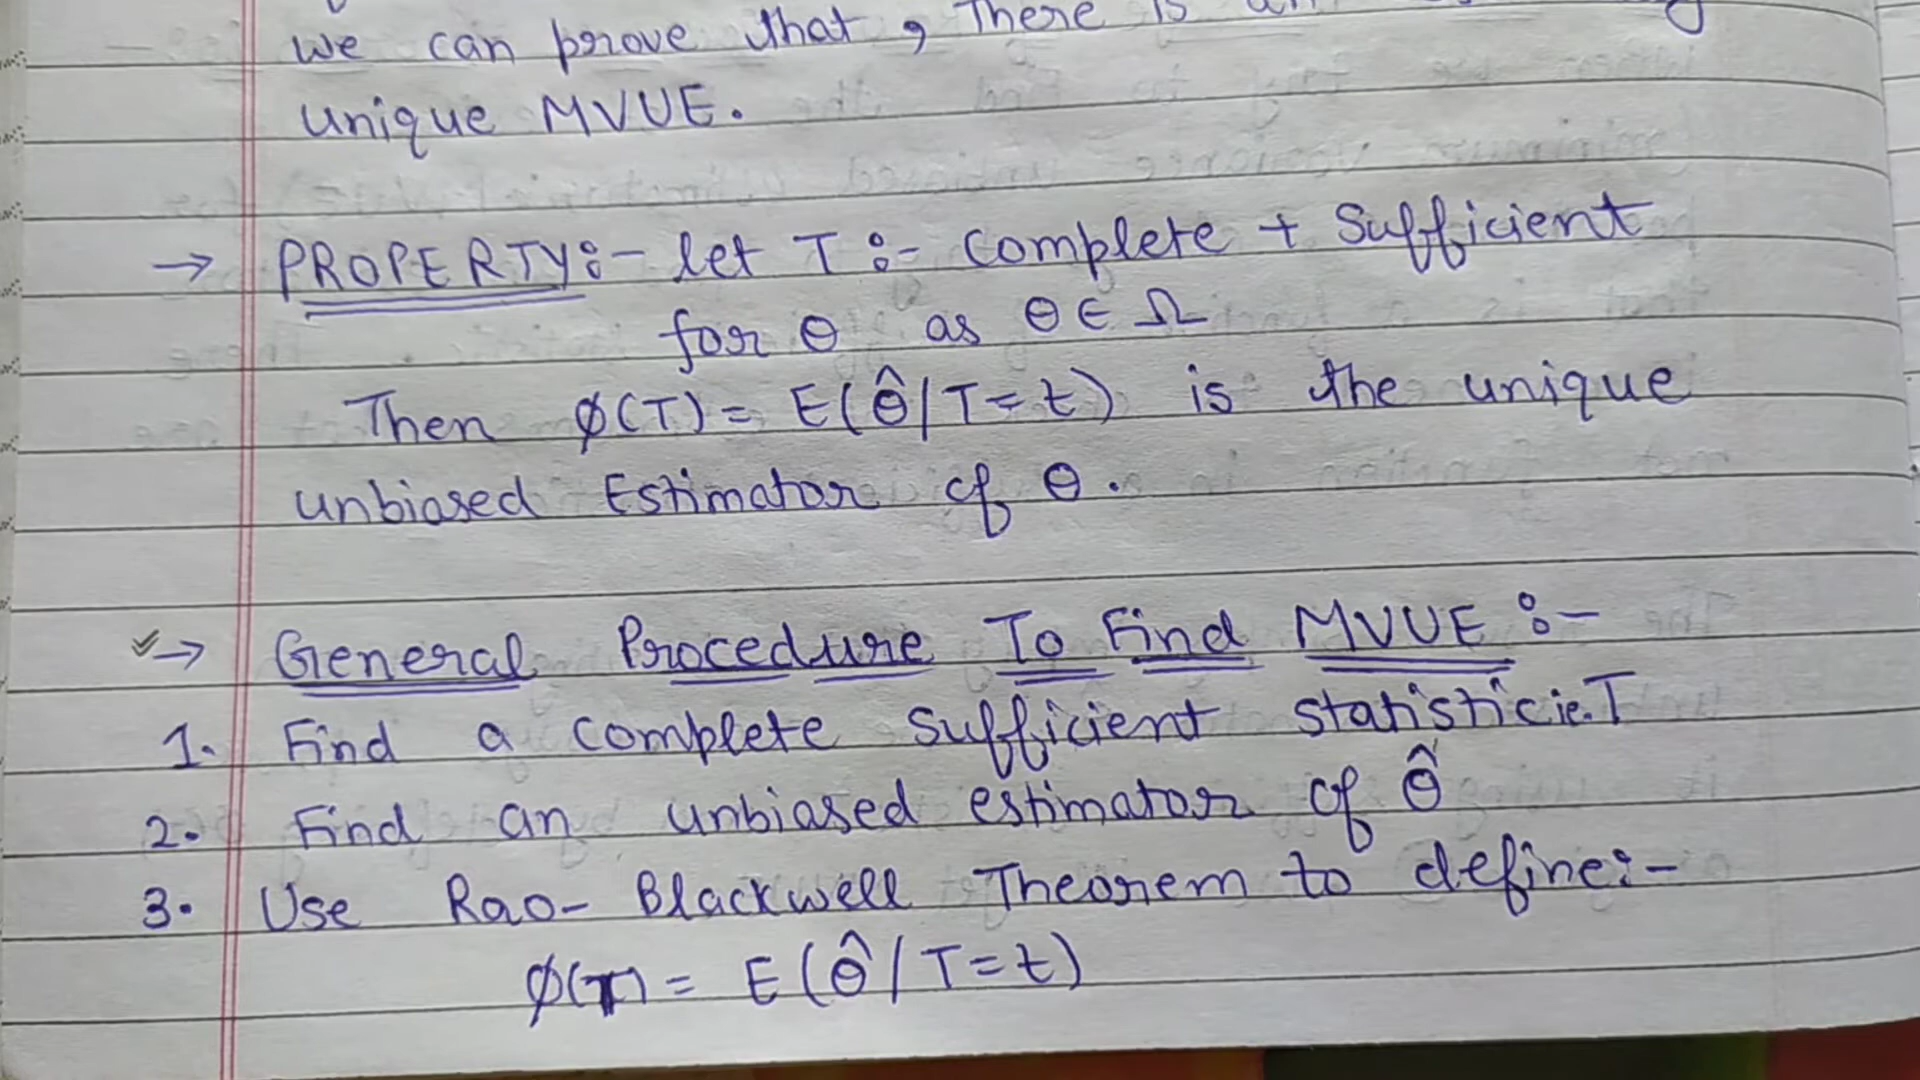 we can prove that, There is an
unique MVUE.
→ PROPERTY:- let T :- Complete + Sufficient
for θ as θ ∈ Ω
Then ϕ(T) = E(θ̂/T=t) is the unique
unbiased Estimator of θ.
✓→ General Procedure To Find MVUE :-
1. Find a complete sufficient statistic i.e. T
2. Find an unbiased estimator of θ̂
3. Use Rao-Blackwell Theorem to define:-
ϕ(T) = E(θ̂/T=t)